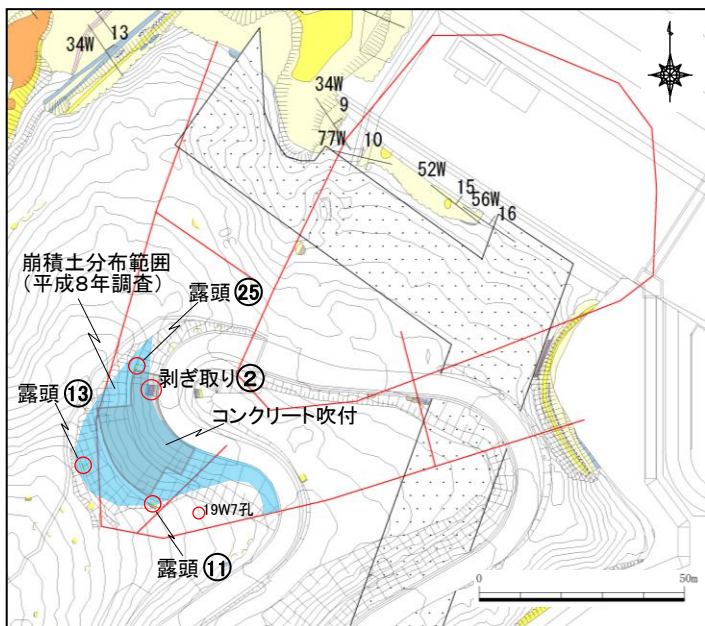 34W
13
34W
9
77W
10
52W
15
56W
16
崩積土分布範囲
(平成8年調査)
露頭㉕
剥ぎ取り②
露頭⑬
コンクリート吹付
19W7孔
露頭⑪
0
50m